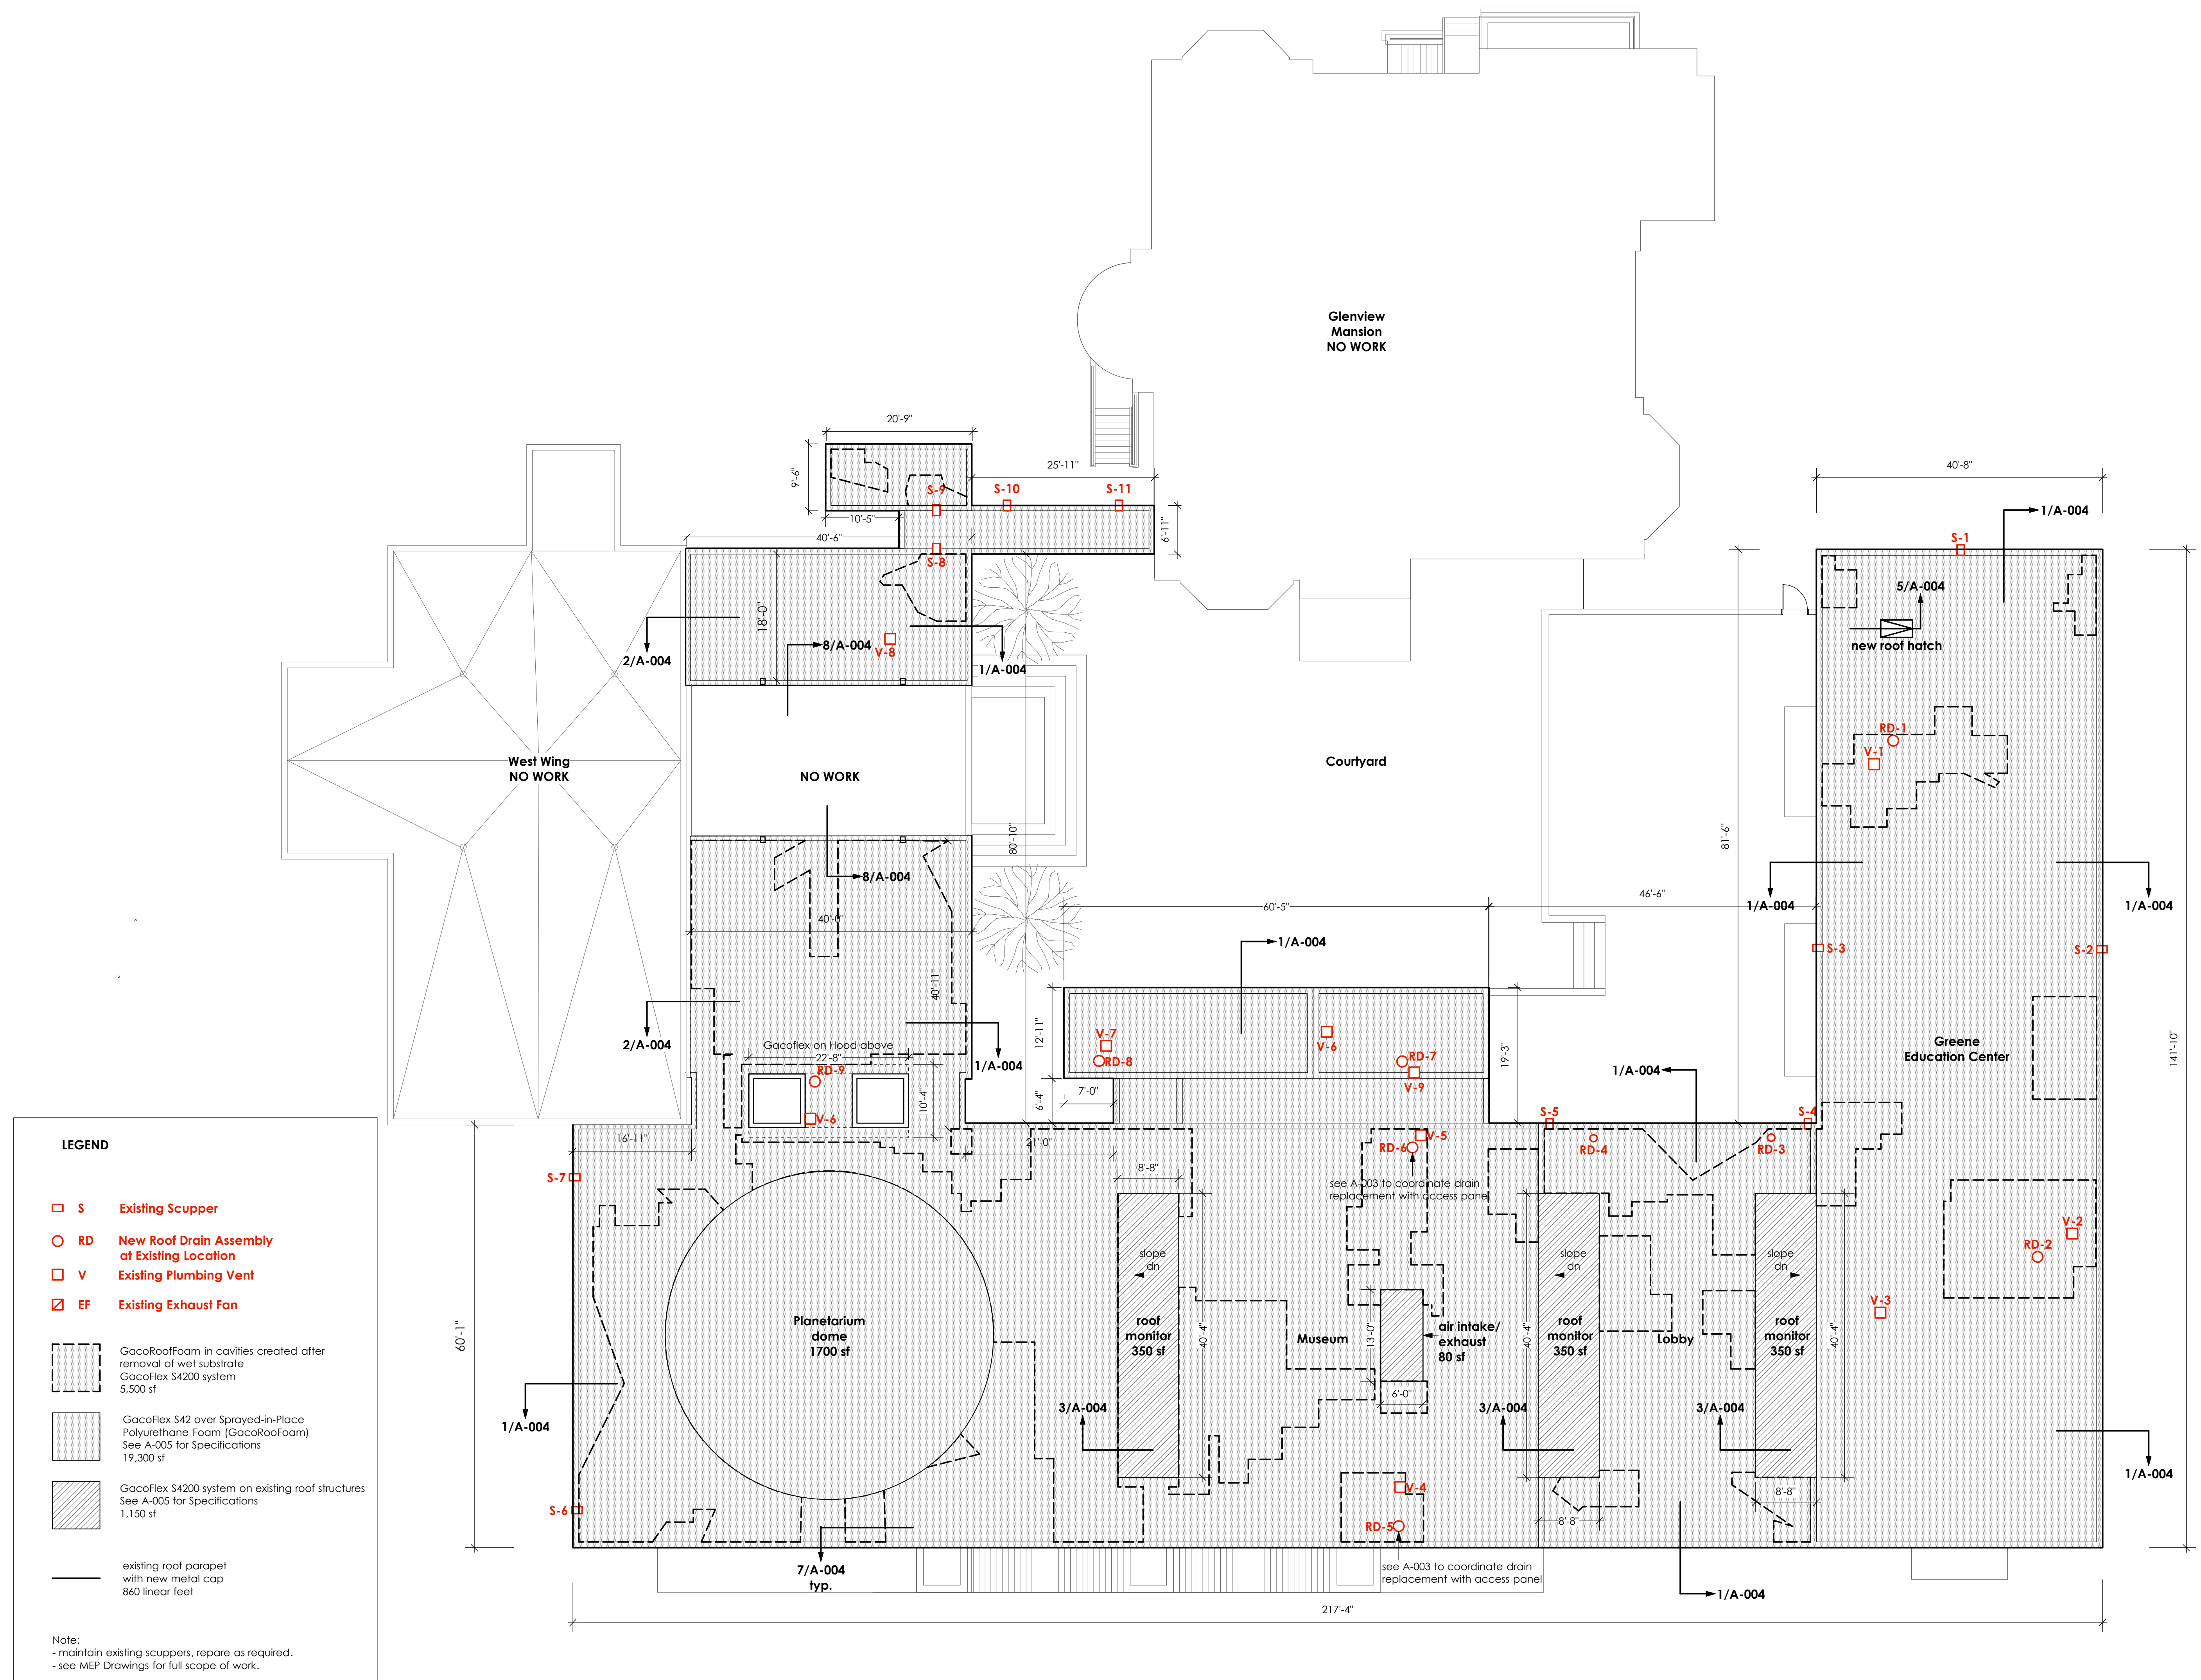 Glenview
Mansion
NO WORK
20'-9"
9'-6"
25'-11"
S-9
S-10
S-11
10'-5"
6'-11"
40'-6"
S-8
18'-0"
8/A-004
V-8
2/A-004
1/A-004
40'-8"
1/A-004
S-1
5/A-004
new roof hatch
RD-1
V-1
West Wing
NO WORK
NO WORK
Courtyard
80'-10"
81'-6"
8/A-004
40'-0"
40'-11"
60'-5"
46'-6"
1/A-004
1/A-004
1/A-004
S-3
S-2
2/A-004
Gacoflex on Hood above
22'-8"
RD-9
V-6
10'-4"
1/A-004
12'-11"
V-7
RD-8
V-6
RD-7
V-9
19'-3"
6'-4"
7'-0"
1/A-004
Greene
Education Center
141'-10"
S-5
S-4
16'-11"
21'-0"
V-5
RD-6
RD-4
RD-3
S-7
8'-8"
see A-003 to coordinate drain
replacement with access panel
V-2
RD-2
slope
dn
slope
dn
slope
dn
V-3
60'-1"
Planetarium
dome
1700 sf
roof
monitor
350 sf
40'-4"
Museum
13'-0"
air intake/
exhaust
80 sf
40'-4"
roof
monitor
350 sf
Lobby
roof
monitor
350 sf
40'-4"
6'-0"
1/A-004
3/A-004
3/A-004
3/A-004
1/A-004
V-4
8'-8"
S-6
RD-5
8'-8"
7/A-004
typ.
see A-003 to coordinate drain
replacement with access panel
1/A-004
217'-4"
LEGEND
S Existing Scupper
RD New Roof Drain Assembly
at Existing Location
V Existing Plumbing Vent
EF Existing Exhaust Fan
GacoRoofFoam in cavities created after
removal of wet substrate
GacoFlex S4200 system
5,500 sf
GacoFlex S42 over Sprayed-in-Place
Polyurethane Foam (GacoRooFoam)
See A-005 for Specifications
19,300 sf
GacoFlex S4200 system on existing roof structures
See A-005 for Specifications
1,150 sf
existing roof parapet
with new metal cap
860 linear feet
Note:
- maintain existing scuppers, repare as required.
- see MEP Drawings for full scope of work.